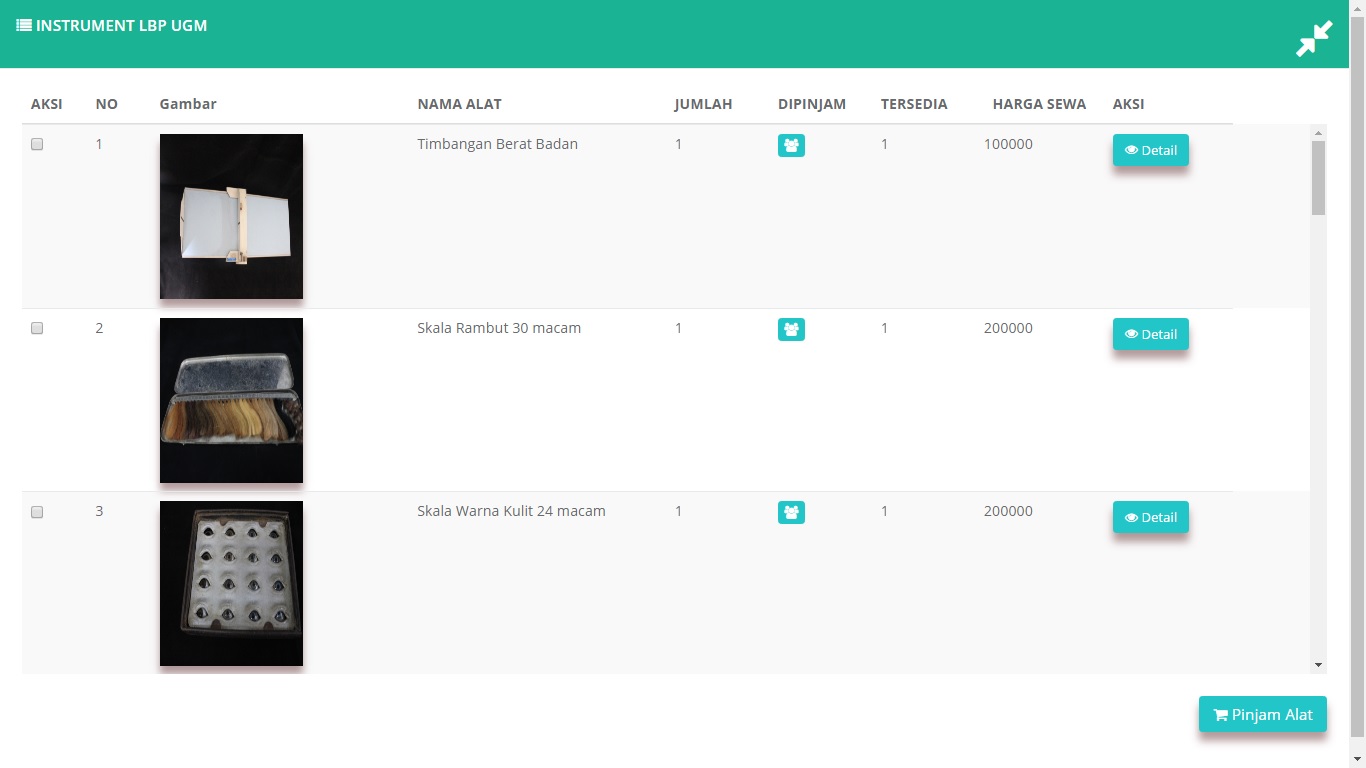 INSTRUMENT LBP UGM
AKSI NO Gambar NAMA ALAT JUMLAH DIPINJAM TERSEDIA HARGA SEWA AKSI
1 Timbangan Berat Badan 1 1 100000 Detail
2 Skala Rambut 30 macam 1 1 200000 Detail
3 Skala Warna Kulit 24 macam 1 1 200000 Detail
Pinjam Alat